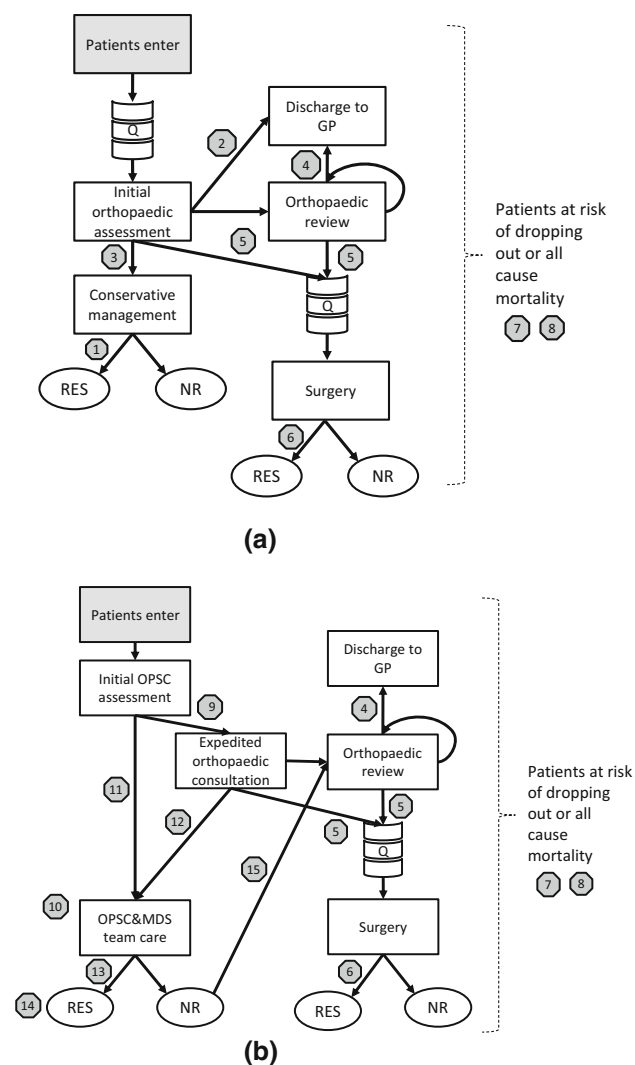 Patients enter
Q
Discharge to
GP
2
4
Initial
orthopaedic
assessment
Orthopaedic
review
3
5
5
Conservative
management
Q
1
RES
NR
Surgery
6
RES
NR
Patients at risk
of dropping
out or all
cause
mortality
7
8
(a)
Patients enter
Initial OPSC
assessment
Discharge to
GP
9
4
Expedited
orthopaedic
consultation
Orthopaedic
review
11
12
5
5
15
Q
10
OPSC&MDS
team care
Surgery
13
6
14
RES
NR
RES
NR
Patients at risk
of dropping
out or all
cause
mortality
7
8
(b)